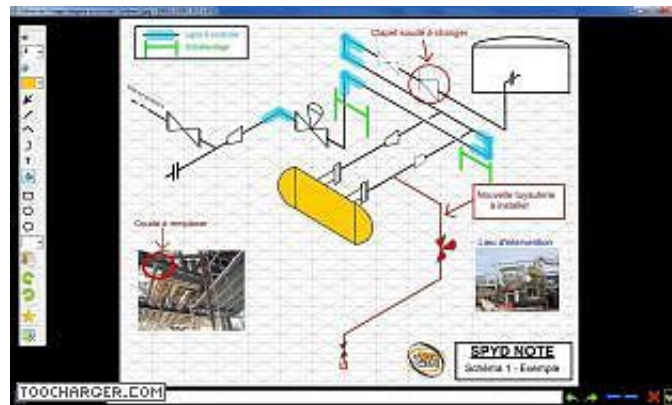 Clapet soudé à changer
Ligne à contrôler
Echafaudage
Nouvelle tuyauterie
à installer
Coude à remplacer
Lieu d'intervention
SPYD NOTE
Schéma 1 - Exemple
TOOCHARGER.COM